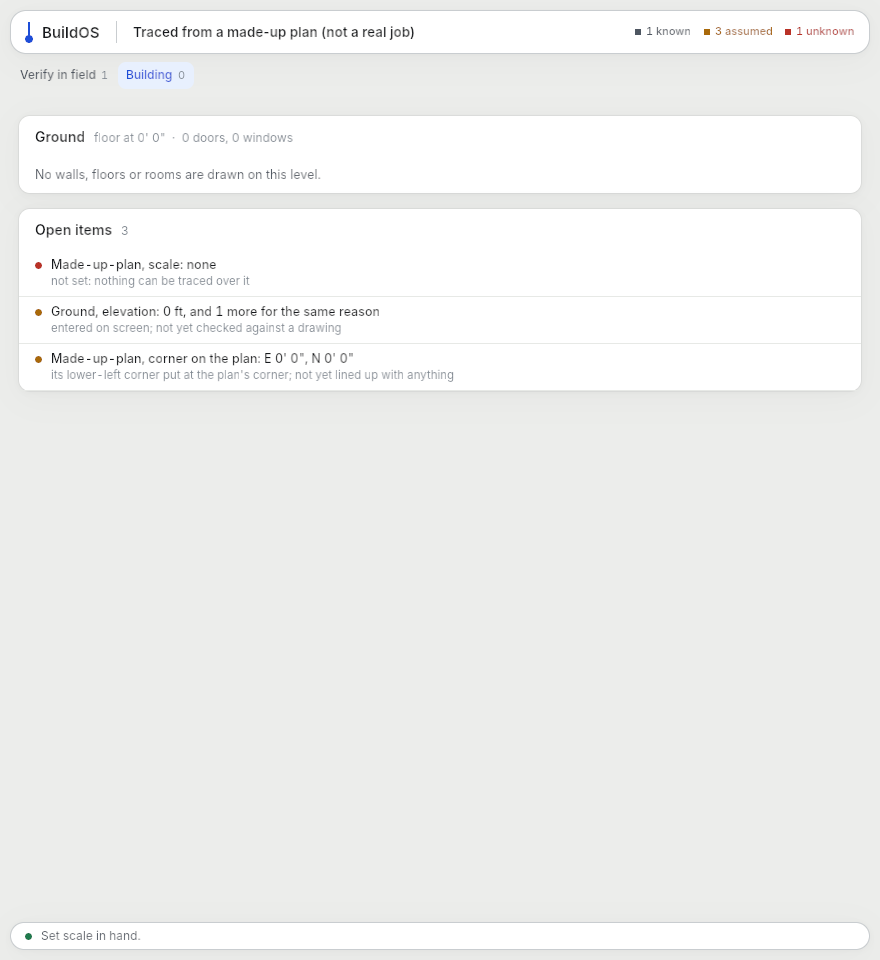 BuildOS
Traced from a made-up plan (not a real job)
1 known
3 assumed
1 unknown
Verify in field 1
Building 0
Ground floor at 0' 0" · 0 doors, 0 windows
No walls, floors or rooms are drawn on this level.
Open items 3
Made-up-plan, scale: none
not set: nothing can be traced over it
Ground, elevation: 0 ft, and 1 more for the same reason
entered on screen; not yet checked against a drawing
Made-up-plan, corner on the plan: E 0' 0", N 0' 0"
its lower-left corner put at the plan's corner; not yet lined up with anything
Set scale in hand.